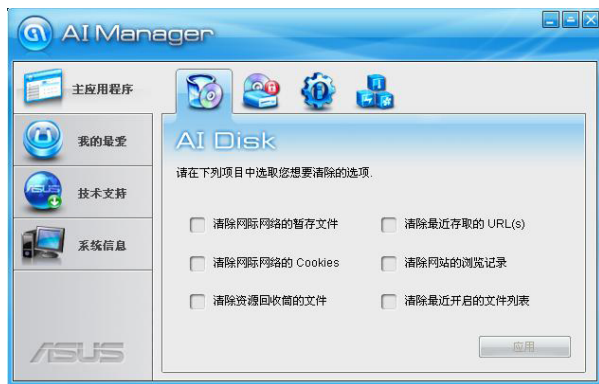 AI Manager
主应用程序
我的最爱
技术支持
系统信息
AI Disk
请在下列项目中选取您想要清除的选项.
清除网际网络的暂存文件
清除最近存取的 URL(s)
清除网际网络的 Cookies
清除网站的浏览记录
清除资源回收筒的文件
清除最近开启的文件列表
应用
ASUS